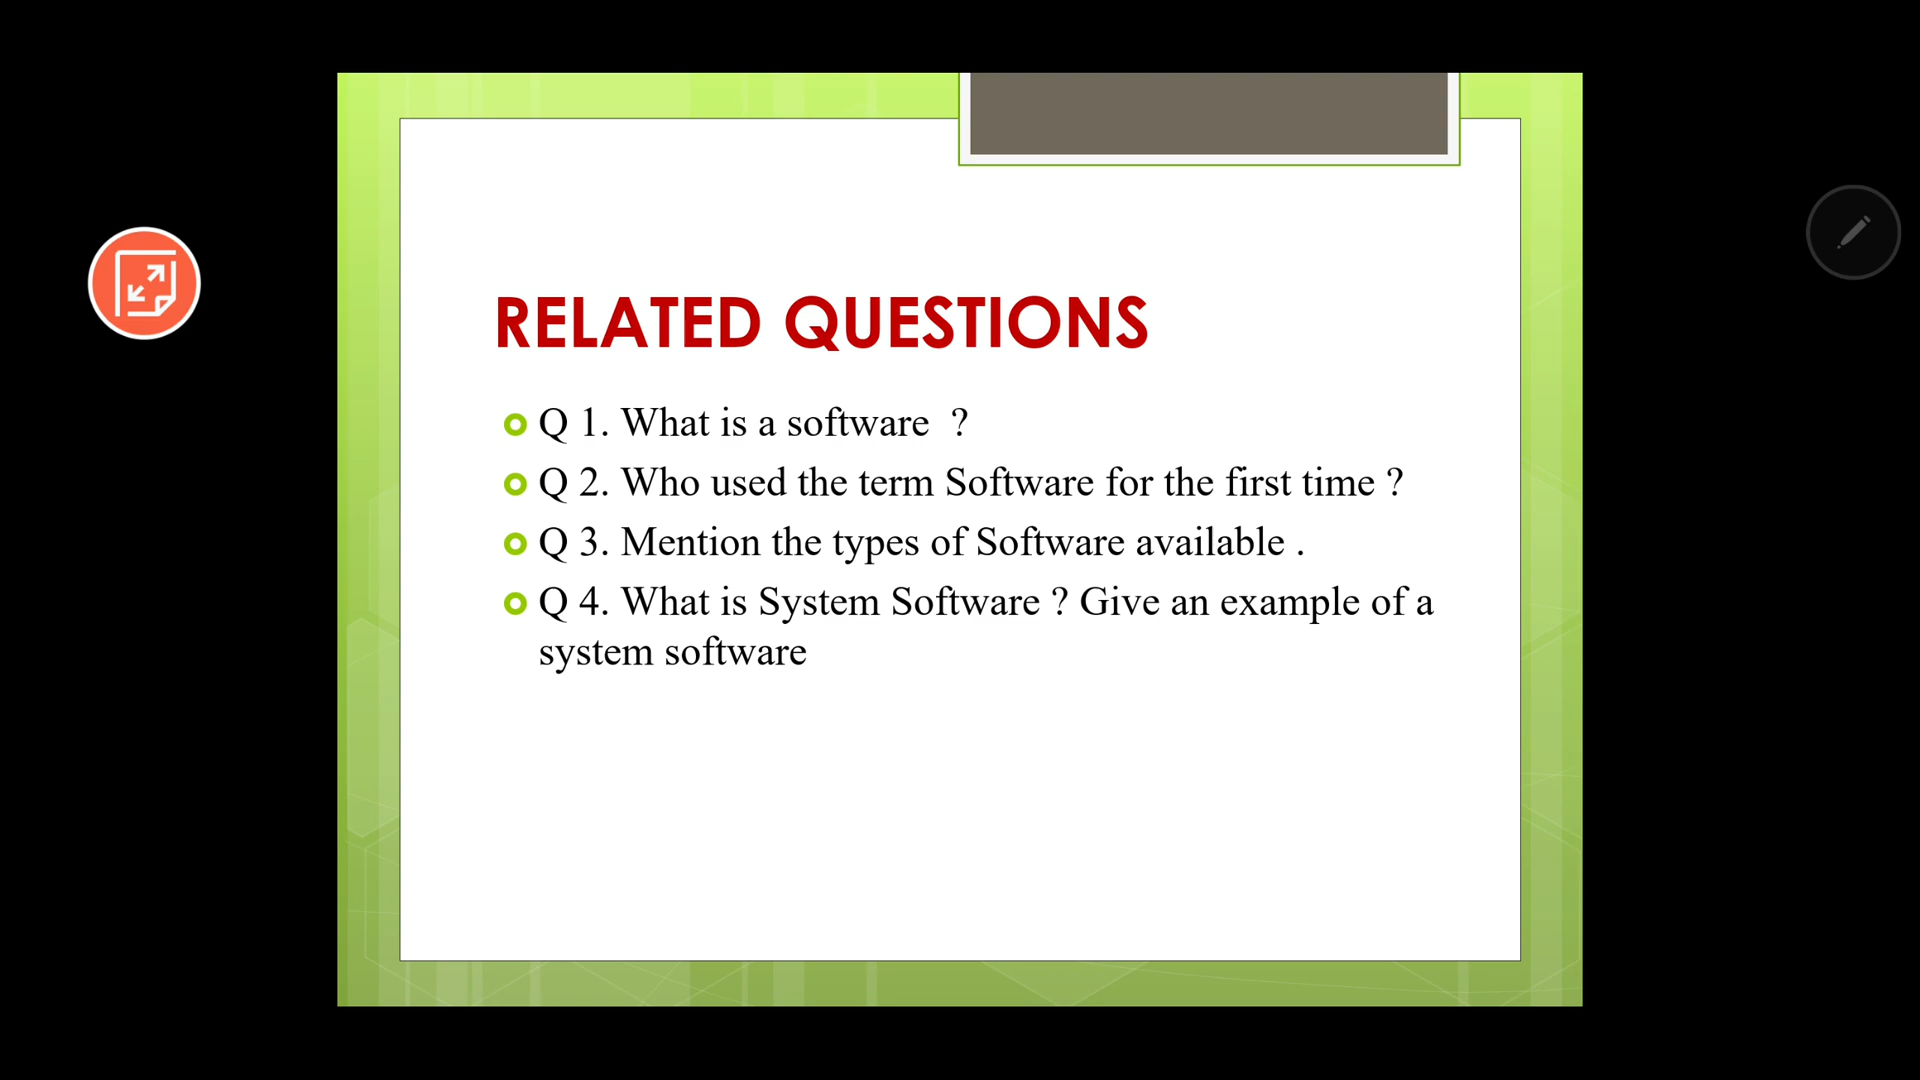 RELATED QUESTIONS
Q 1. What is a software  ?
Q 2. Who used the term Software for the first time ?
Q 3. Mention the types of Software available .
Q 4. What is System Software ? Give an example of a
system software